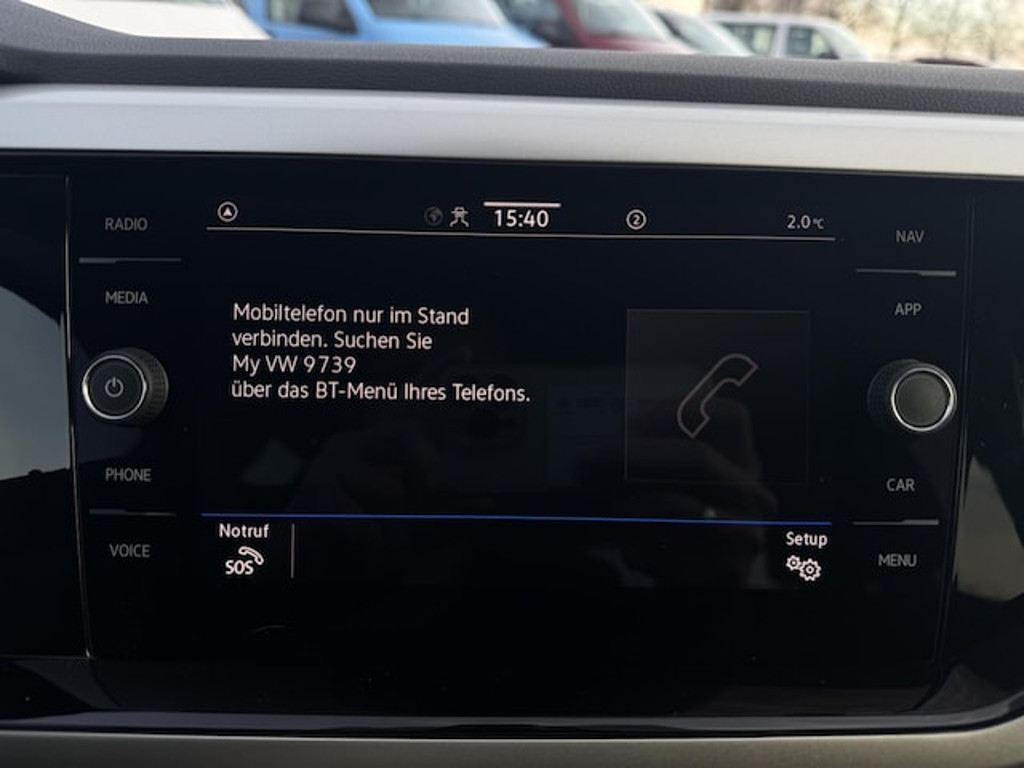 RADIO
15:40
2
2.0°C
NAV
MEDIA
APP
Mobiltelefon nur im Stand
verbinden. Suchen Sie
My VW 9739
über das BT-Menü Ihres Telefons.
PHONE
CAR
Notruf
SOS
Setup
VOICE
MENU